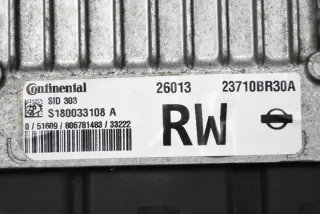 Continental 26013 23710BR30A
SID 303
S180033108 A
RW
0 / 51609 / 806781483 / 33222